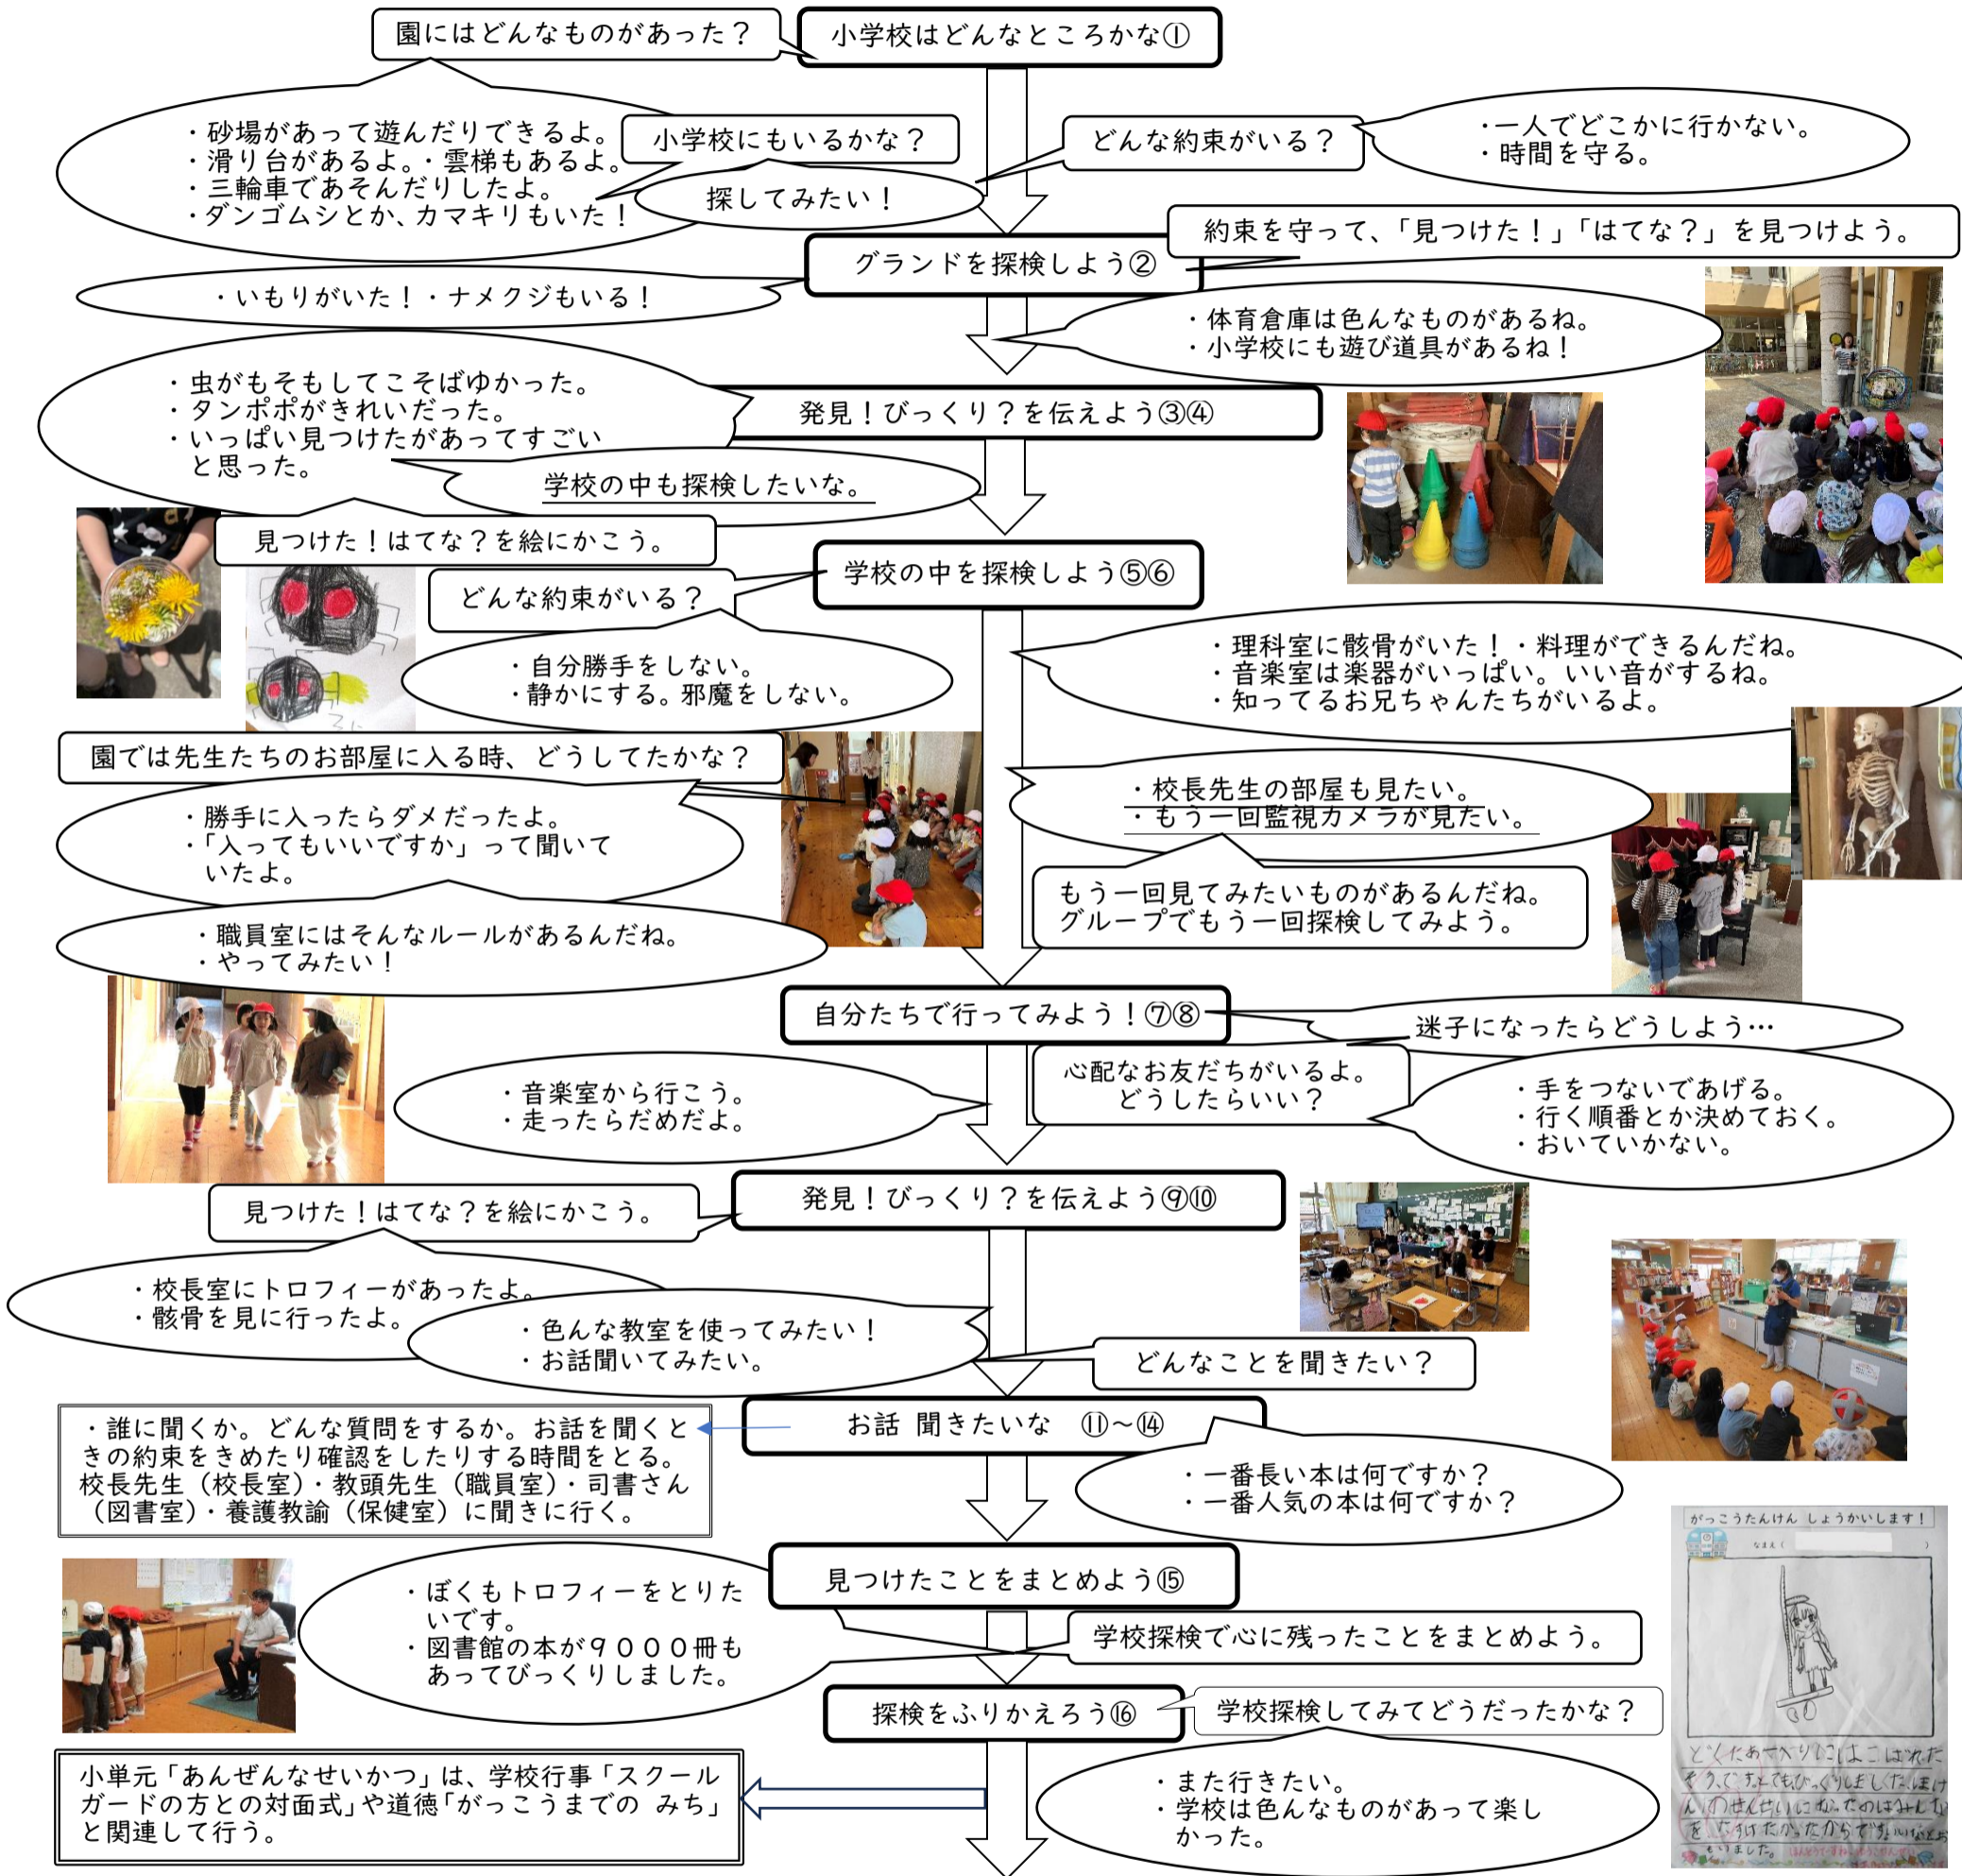 園にはどんなものがあった？
小学校はどんなところかな①
・砂場があって遊んだりできるよ。
・滑り台があるよ。・雲梯もあるよ。
・三輪車であそんだりしたよ。
・ダンゴムシとか、カマキリもいた！
小学校にもいるかな？
探してみたい！
どんな約束がいる？
・一人でどこかに行かない。
・時間を守る。
グランドを探検しよう②
約束を守って、「見つけた！」「はてな？」を見つけよう。
・いもりがいた！・ナメクジもいる！
・体育倉庫は色んなものがあるね。
・小学校にも遊び道具があるね！
発見！びっくり？を伝えよう③④
・虫がもそもしてこそばゆかった。
・タンポポがきれいだった。
・いっぱい見つけたがあってすごい
と思った。
学校の中も探検したいな。
見つけた！はてな？を絵にかこう。
学校の中を探検しよう⑤⑥
どんな約束がいる？
・自分勝手をしない。
・静かにする。邪魔をしない。
・理科室に骸骨がいた！・料理ができるんだね。
・音楽室は楽器がいっぱい。いい音がするね。
・知ってるお兄ちゃんたちがいるよ。
園では先生たちのお部屋に入る時、どうしてたかな？
・勝手に入ったらダメだったよ。
・「入ってもいいですか」って聞いて
いたよ。
・職員室にはそんなルールがあるんだね。
・やってみたい！
・校長先生の部屋も見たい。
・もう一回監視カメラが見たい。
もう一回見てみたいものがあるんだね。
グループでもう一回探検してみよう。
自分たちで行ってみよう！⑦⑧
迷子になったらどうしよう…
心配なお友だちがいるよ。
どうしたらいい？
・手をつないであげる。
・行く順番とか決めておく。
・おいていかない。
・音楽室から行こう。
・走ったらだめだよ。
発見！びっくり？を伝えよう⑨⑩
見つけた！はてな？を絵にかこう。
・校長室にトロフィーがあったよ。
・骸骨を見に行ったよ。
・色んな教室を使ってみたい！
・お話聞いてみたい。
どんなことを聞きたい？
お話 聞きたいな　⑪～⑭
・誰に聞くか。どんな質問をするか。お話を聞くと
きの約束をきめたり確認をしたりする時間をとる。
校長先生（校長室）・教頭先生（職員室）・司書さん
（図書室）・養護教諭（保健室）に聞きに行く。
・一番長い本は何ですか？
・一番人気の本は何ですか？
見つけたことをまとめよう⑮
・ぼくもトロフィーをとりた
いです。
・図書館の本が９０００冊も
あってびっくりしました。
学校探検で心に残ったことをまとめよう。
探検をふりかえろう⑯
学校探検してみてどうだったかな？
小単元「あんぜんなせいかつ」は、学校行事「スクール
ガードの方との対面式」や道徳「がっこうまでの みち」
と関連して行う。
・また行きたい。
・学校は色んなものがあって楽し
かった。
がっこうたんけん しょうかいします！
なまえ（　　　）